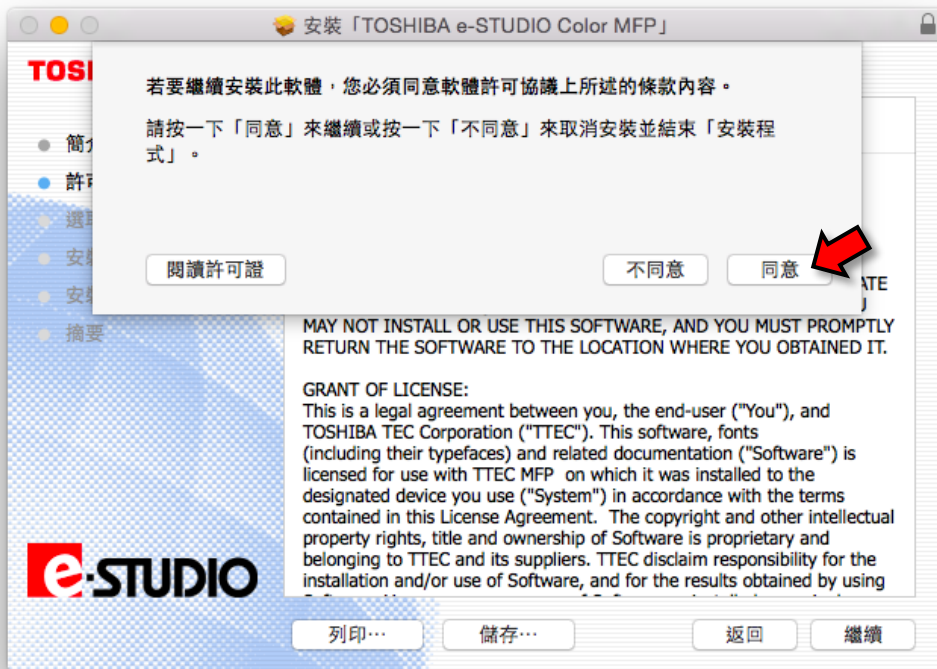 安裝「TOSHIBA e-STUDIO Color MFP」
若要繼續安裝此軟體，您必須同意軟體許可協議上所述的條款內容。
請按一下「同意」來繼續或按一下「不同意」來取消安裝並結束「安裝程
式」。
閱讀許可證
不同意
同意
TOSI
簡
許
選
安
安
摘要
MAY NOT INSTALL OR USE THIS SOFTWARE, AND YOU MUST PROMPTLY
RETURN THE SOFTWARE TO THE LOCATION WHERE YOU OBTAINED IT.
GRANT OF LICENSE:
This is a legal agreement between you, the end-user ("You"), and
TOSHIBA TEC Corporation ("TTEC"). This software, fonts
(including their typefaces) and related documentation ("Software") is
licensed for use with TTEC MFP on which it was installed to the
designated device you use ("System") in accordance with the terms
contained in this License Agreement. The copyright and other intellectual
property rights, title and ownership of Software is proprietary and
belonging to TTEC and its suppliers. TTEC disclaim responsibility for the
installation and/or use of Software, and for the results obtained by using
e-STUDIO
列印…
儲存…
返回
繼續